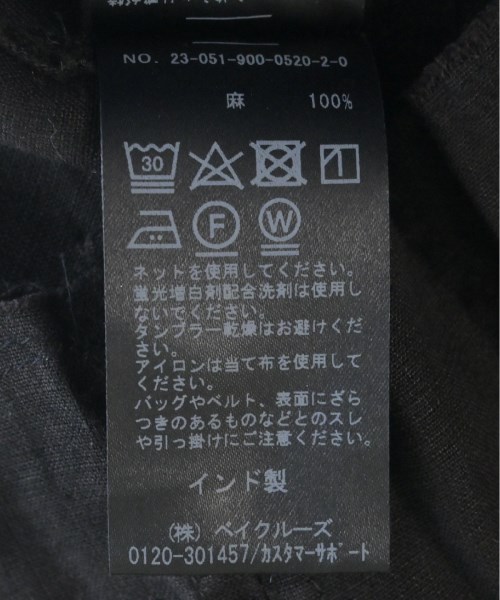 NO. 23-051-900-0520-2-0
麻 100%
30
F W
ネットを使用してください。
蛍光増白剤配合洗剤は使用し
ないでください。
タンブラー乾燥はお避けくだ
さい。
アイロンは当て布を使用して
ください。
バッグやベルト、表面にざら
つきのあるものなどとのスレ
や引っ掛けにご注意ください。
インド製
(株) ベイクルーズ
0120-301457/カスタマーサポート